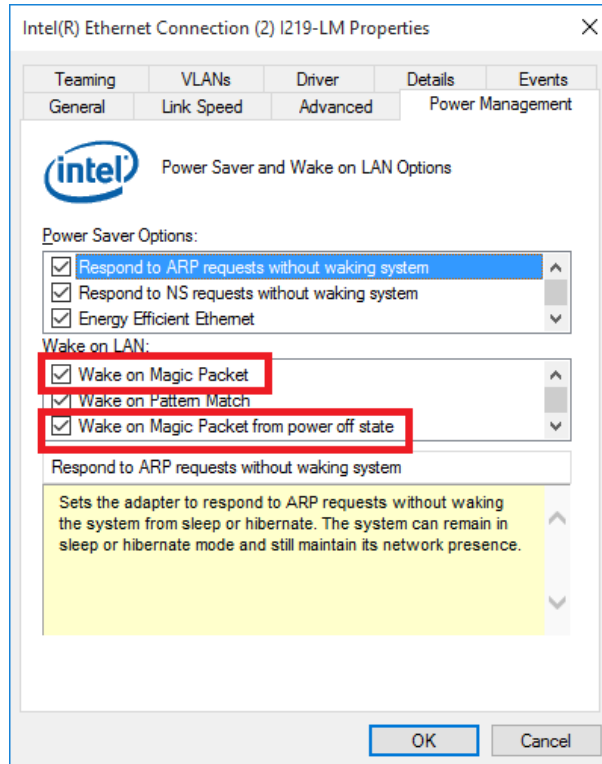 Intel(R) Ethernet Connection (2) I219-LM Properties
Teaming VLANs Driver Details Events
General Link Speed Advanced Power Management
intel
Power Saver and Wake on LAN Options
Power Saver Options:
Respond to ARP requests without waking system
Respond to NS requests without waking system
Energy Efficient Ethernet
Wake on LAN:
Wake on Magic Packet
Wake on Pattern Match
Wake on Magic Packet from power off state
Respond to ARP requests without waking system
Sets the adapter to respond to ARP requests without waking
the system from sleep or hibernate. The system can remain in
sleep or hibernate mode and still maintain its network presence.
OK Cancel